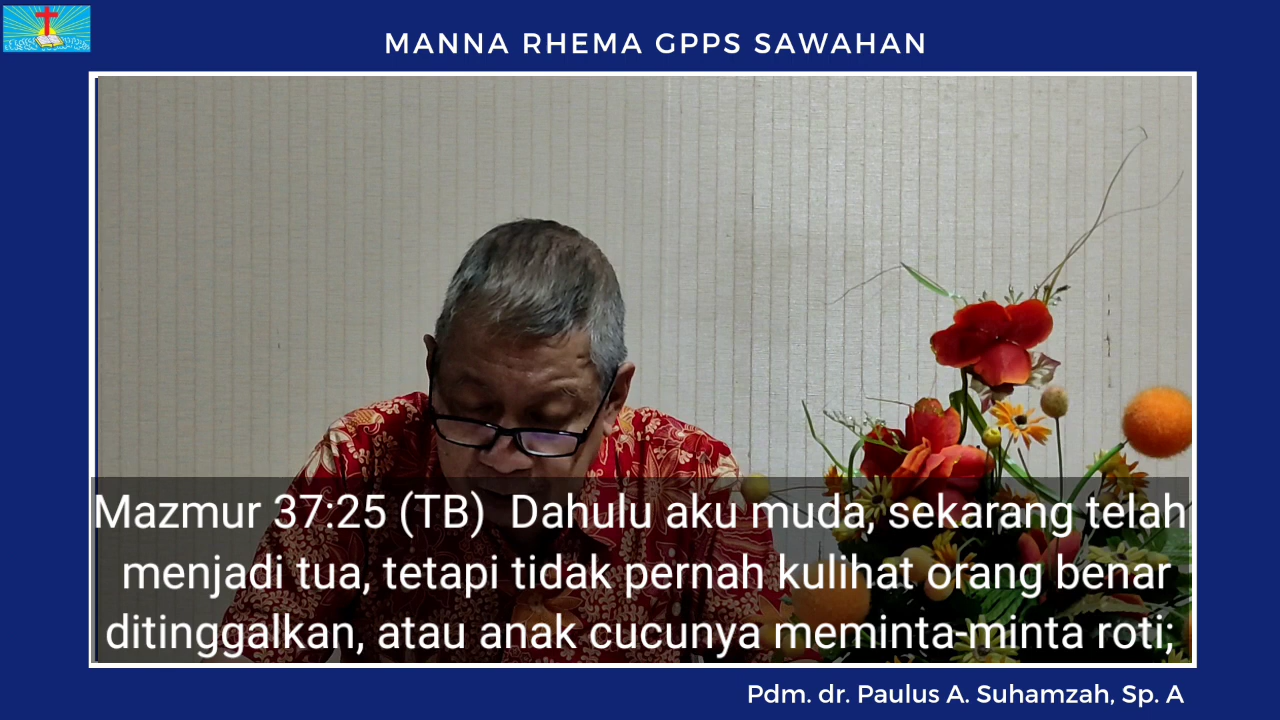 MANNA RHEMA GPPS SAWAHAN
Mazmur 37:25 (TB)  Dahulu aku muda, sekarang telah
menjadi tua, tetapi tidak pernah kulihat orang benar
ditinggalkan, atau anak cucunya meminta-minta roti;
Pdm. dr. Paulus A. Suhamzah, Sp. A